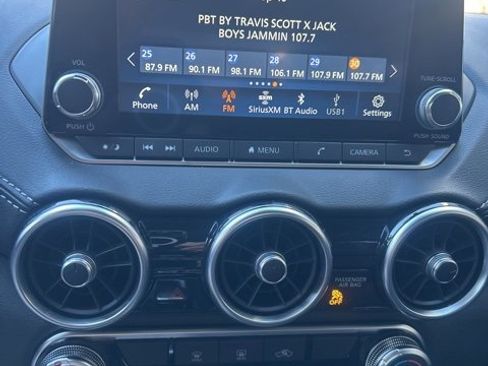 PBT BY TRAVIS SCOTT X JACK
BOYS JAMMIN 107.7
25 26 27 28 29 30
87.9 FM 90.1 FM 98.1 FM 106.1 FM 107.9 FM 107.7 FM
VOL
TUNE·SCROLL
Phone AM FM SiriusXM BT Audio USB1 Settings
sxm
PUSH
PUSH SOUND
AUDIO MENU CAMERA
PASSENGER
AIR BAG
OFF